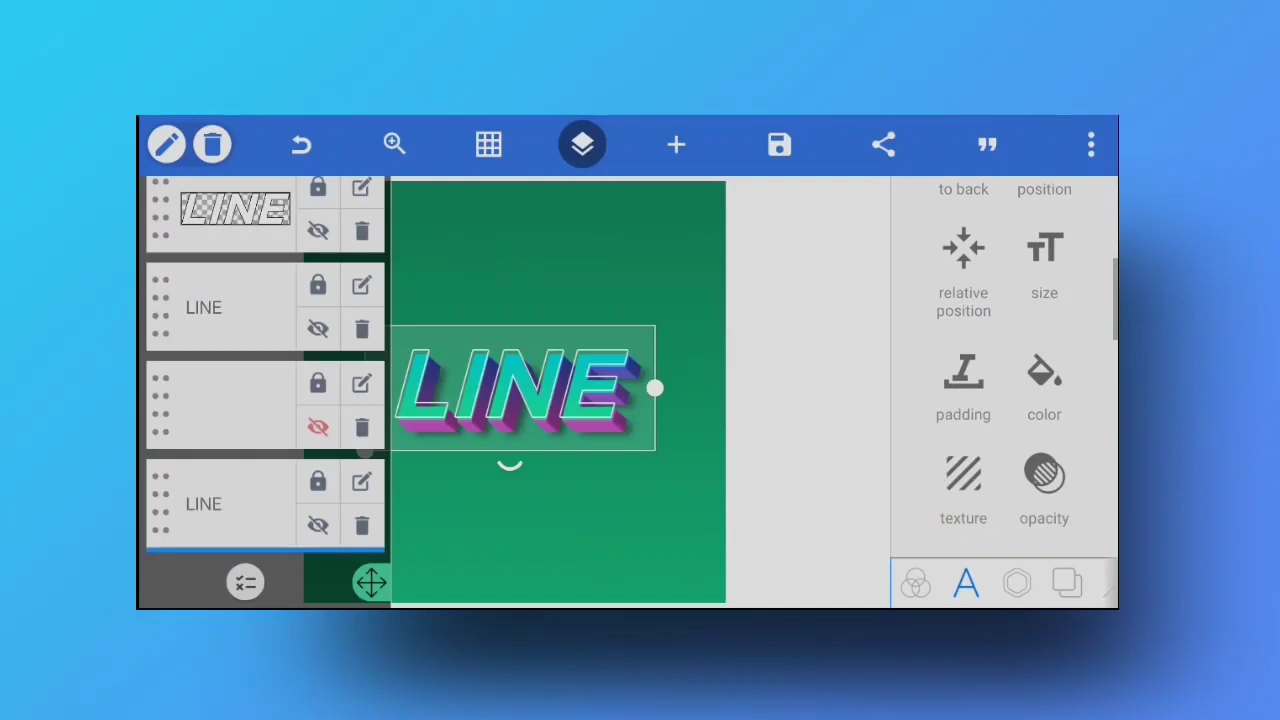 LINE
to back
position
relative
position
size
LINE
LINE
padding
color
LINE
texture
opacity